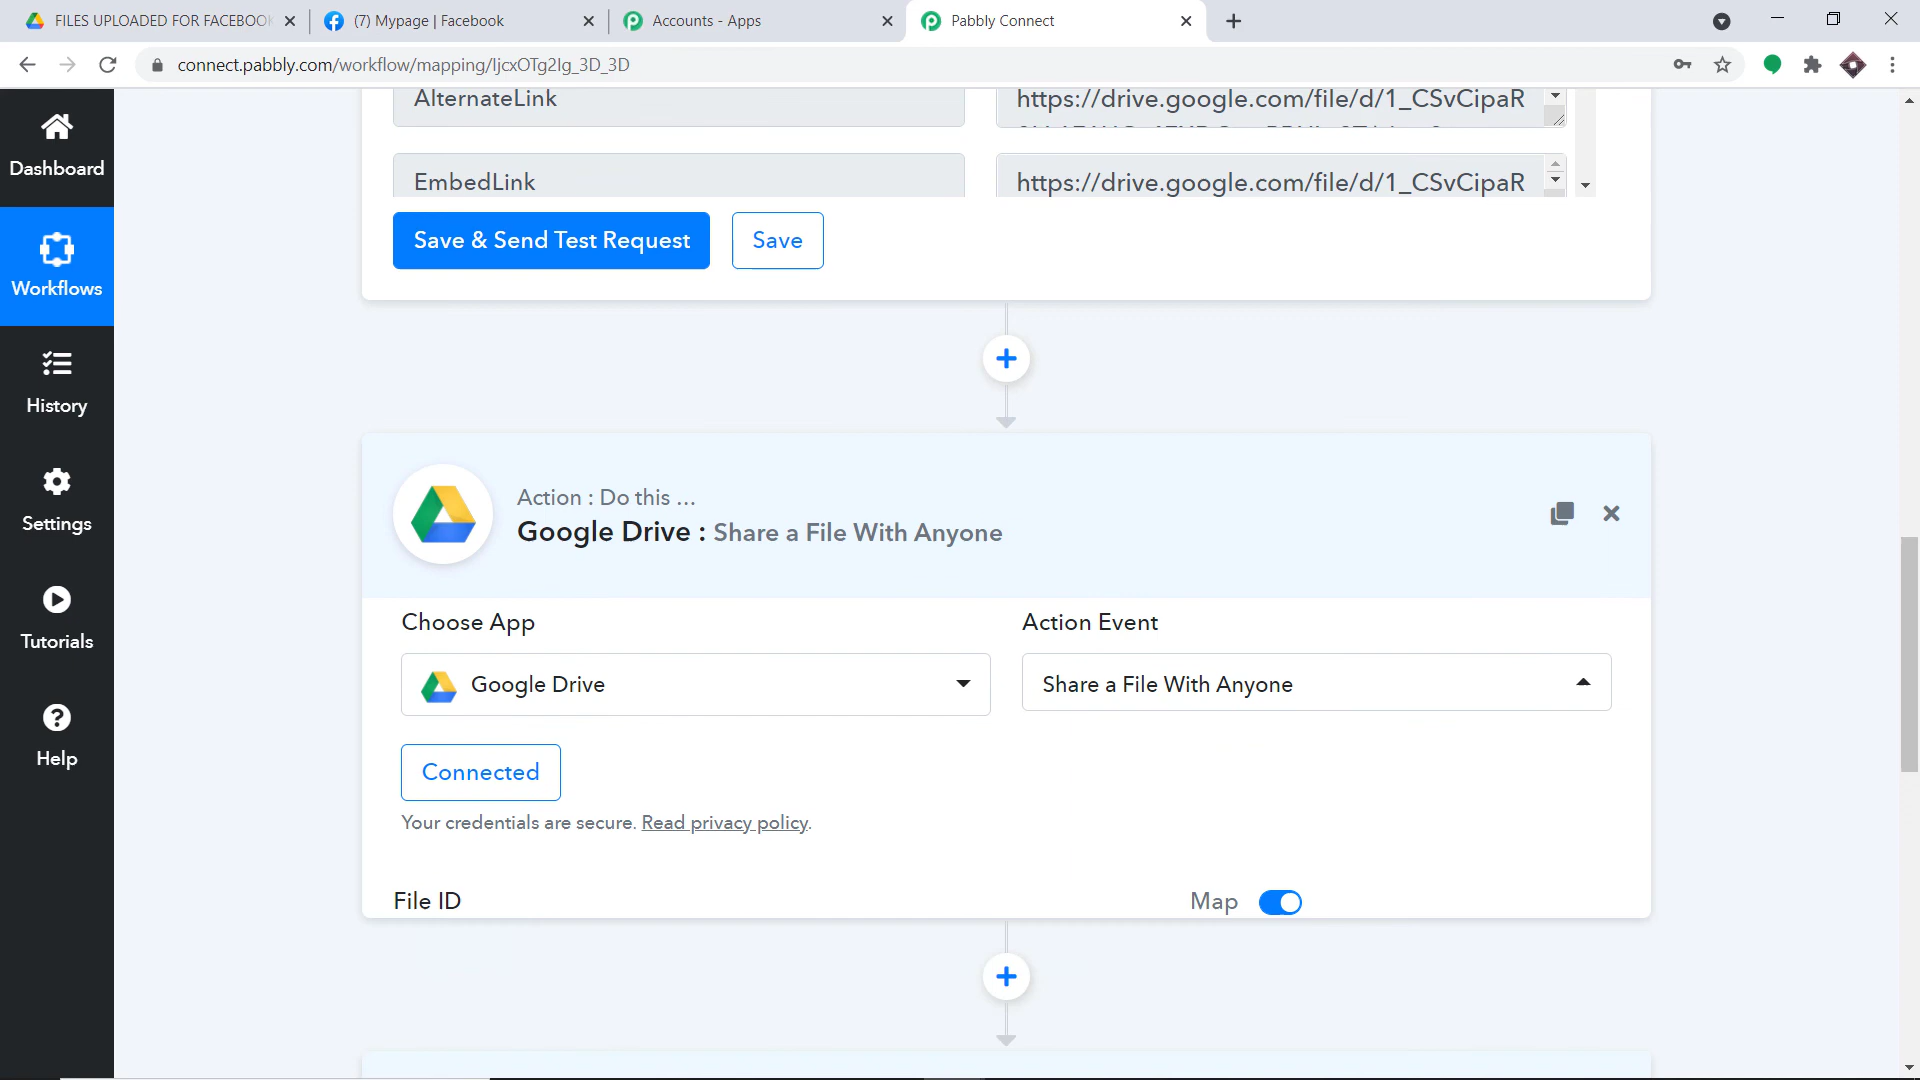 FILES UPLOADED FOR FACEBOOK
(7) Mypage | Facebook
Accounts - Apps
Pabbly Connect
connect.pabbly.com/workflow/mapping/IjcxOTg2Ig_3D_3D
Dashboard
Workflows
History
Settings
Tutorials
Help
AlternateLink
https://drive.google.com/file/d/1_CSvCipaR
EmbedLink
https://drive.google.com/file/d/1_CSvCipaR
Save & Send Test Request
Save
Action : Do this ...
Google Drive : Share a File With Anyone
Choose App
Action Event
Google Drive
Share a File With Anyone
Connected
Your credentials are secure. Read privacy policy.
File ID
Map